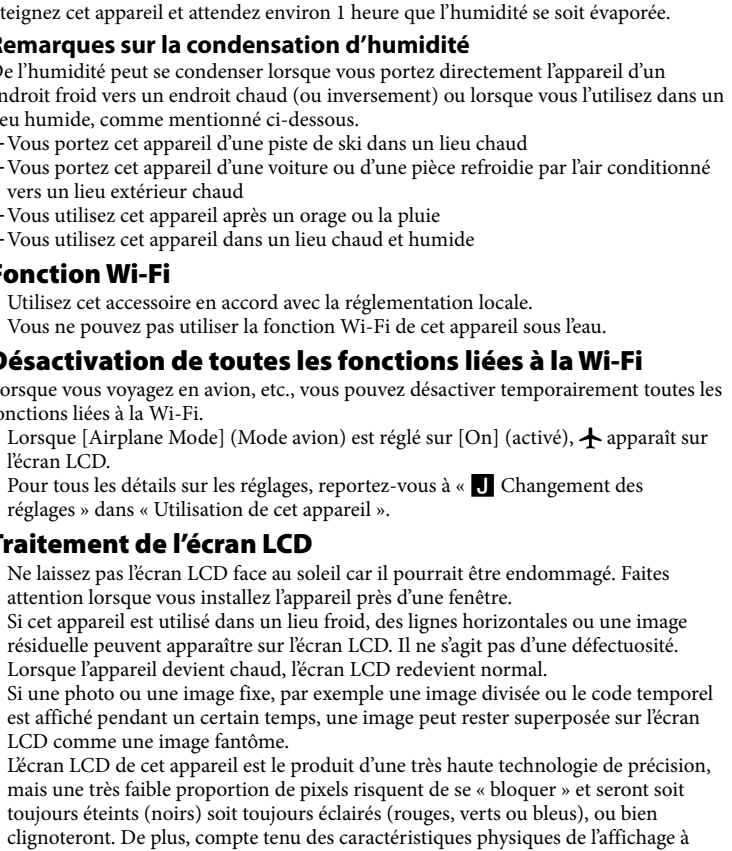 teignez cet appareil et attendez environ 1 heure que l’humidité se soit évaporée.
Remarques sur la condensation d’humidité
De l’humidité peut se condenser lorsque vous portez directement l’appareil d’un
ndroit froid vers un endroit chaud (ou inversement) ou lorsque vous l’utilisez dans un
eu humide, comme mentionné ci-dessous.
– Vous portez cet appareil d’une piste de ski dans un lieu chaud
– Vous portez cet appareil d’une voiture ou d’une pièce refroidie par l’air conditionné
vers un lieu extérieur chaud
– Vous utilisez cet appareil après un orage ou la pluie
– Vous utilisez cet appareil dans un lieu chaud et humide
Fonction Wi-Fi
Utilisez cet accessoire en accord avec la réglementation locale.
Vous ne pouvez pas utiliser la fonction Wi-Fi de cet appareil sous l’eau.
Désactivation de toutes les fonctions liées à la Wi-Fi
orsque vous voyagez en avion, etc., vous pouvez désactiver temporairement toutes les
onctions liées à la Wi-Fi.
Lorsque [Airplane Mode] (Mode avion) est réglé sur [On] (activé), ✈ apparaît sur
l’écran LCD.
Pour tous les détails sur les réglages, reportez-vous à « J Changement des
réglages » dans « Utilisation de cet appareil ».
Traitement de l’écran LCD
Ne laissez pas l’écran LCD face au soleil car il pourrait être endommagé. Faites
attention lorsque vous installez l’appareil près d’une fenêtre.
Si cet appareil est utilisé dans un lieu froid, des lignes horizontales ou une image
résiduelle peuvent apparaître sur l’écran LCD. Il ne s’agit pas d’une défectuosité.
Lorsque l’appareil devient chaud, l’écran LCD redevient normal.
Si une photo ou une image fixe, par exemple une image divisée ou le code temporel
est affiché pendant un certain temps, une image peut rester superposée sur l’écran
LCD comme une image fantôme.
L’écran LCD de cet appareil est le produit d’une très haute technologie de précision,
mais une très faible proportion de pixels risquent de se « bloquer » et seront soit
toujours éteints (noirs) soit toujours éclairés (rouges, verts ou bleus), ou bien
clignoteront. De plus, compte tenu des caractéristiques physiques de l’affichage à